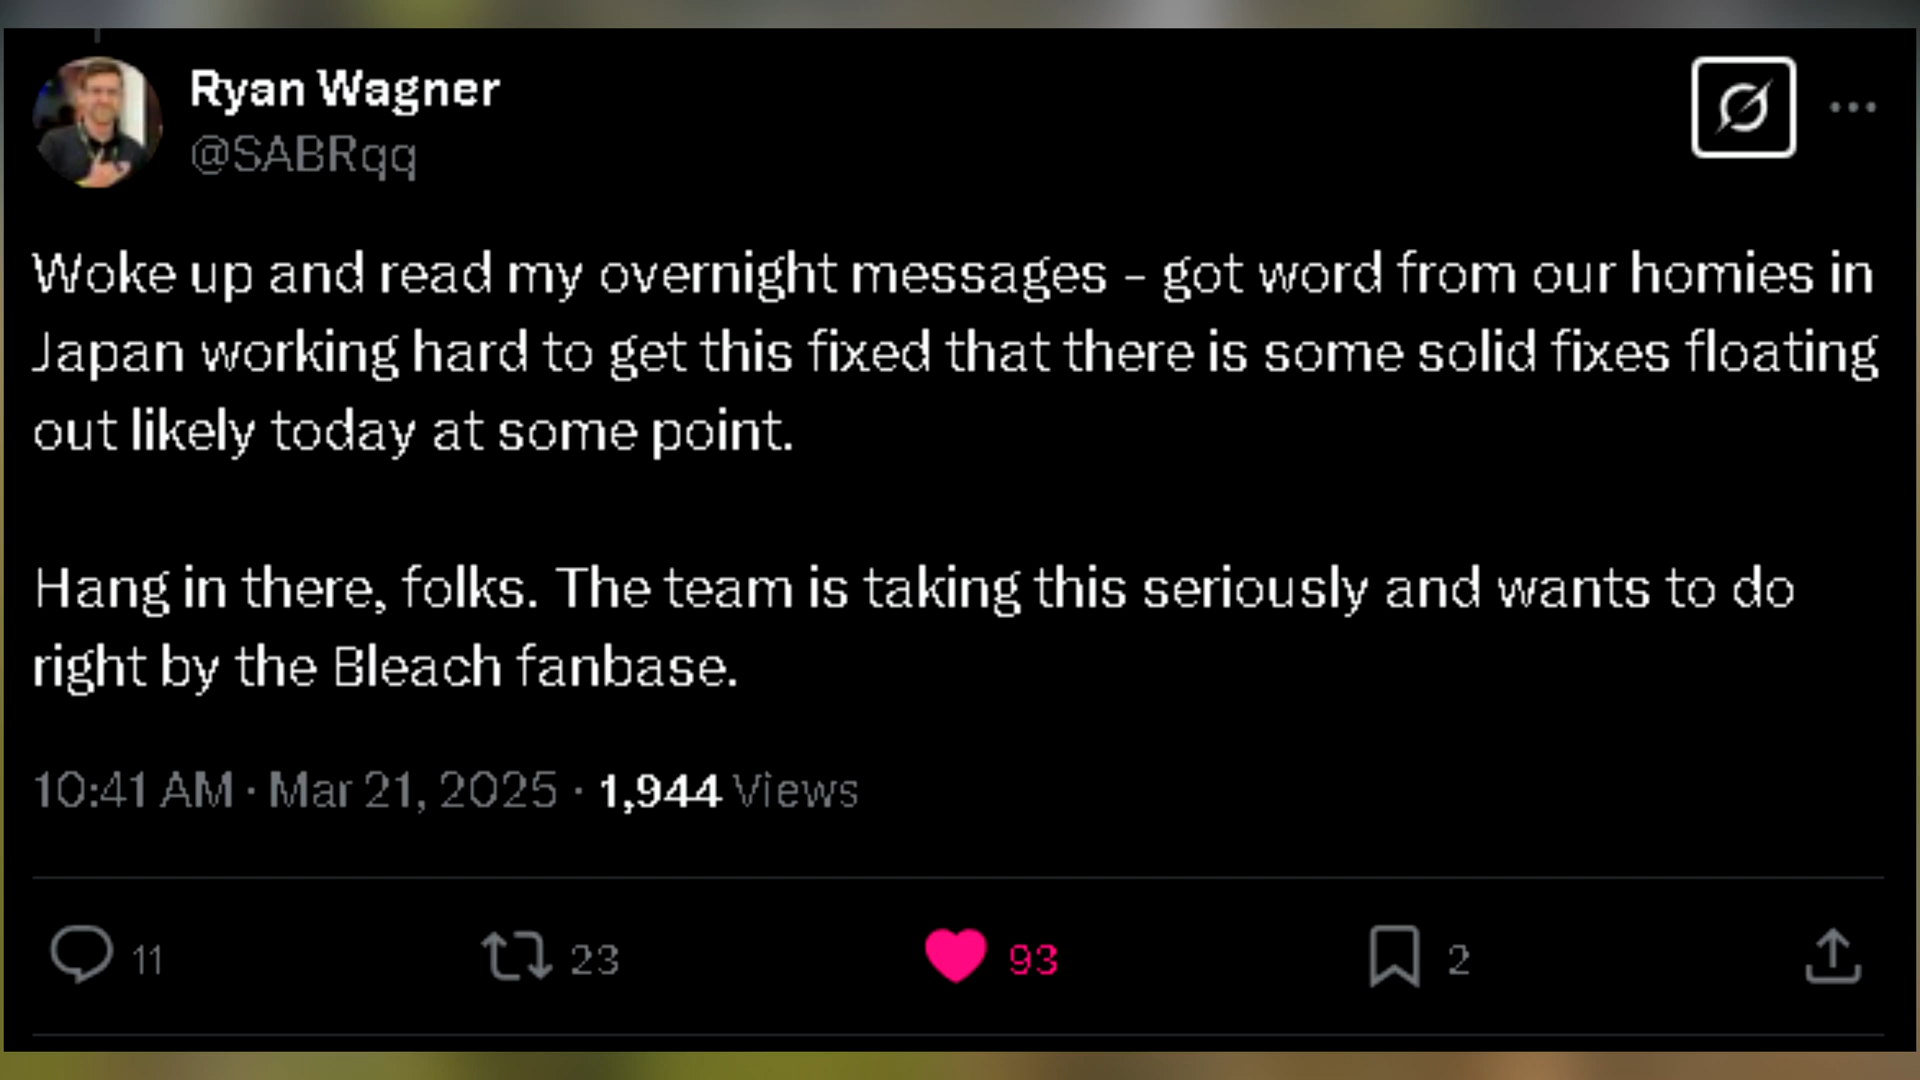 Ryan Wagner
@SABRqq
Woke up and read my overnight messages – got word from our homies in
Japan working hard to get this fixed that there is some solid fixes floating
out likely today at some point.
Hang in there, folks. The team is taking this seriously and wants to do
right by the Bleach fanbase.
10:41 AM · Mar 21, 2025 · 1,944 Views
11 23 93 2